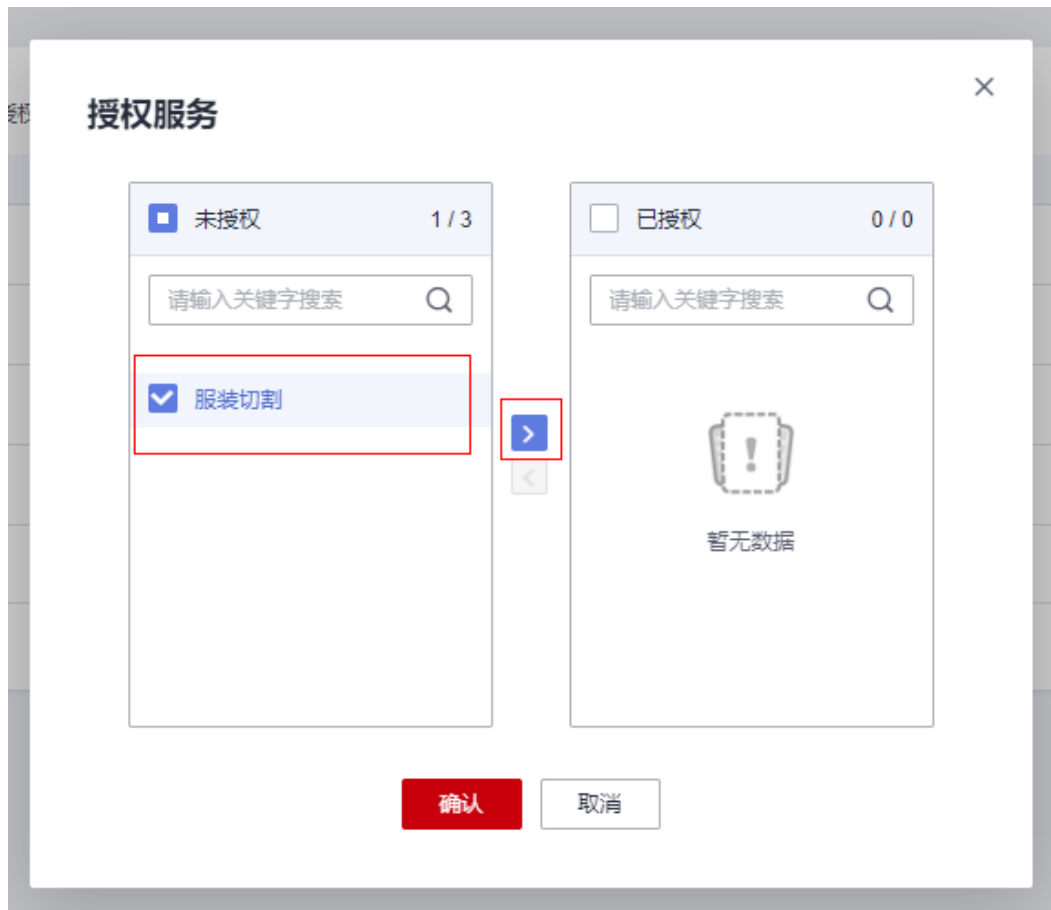 授权
授权服务
未授权 1 / 3
请输入关键字搜索
服装切割
已授权 0 / 0
请输入关键字搜索
暂无数据
确认 取消